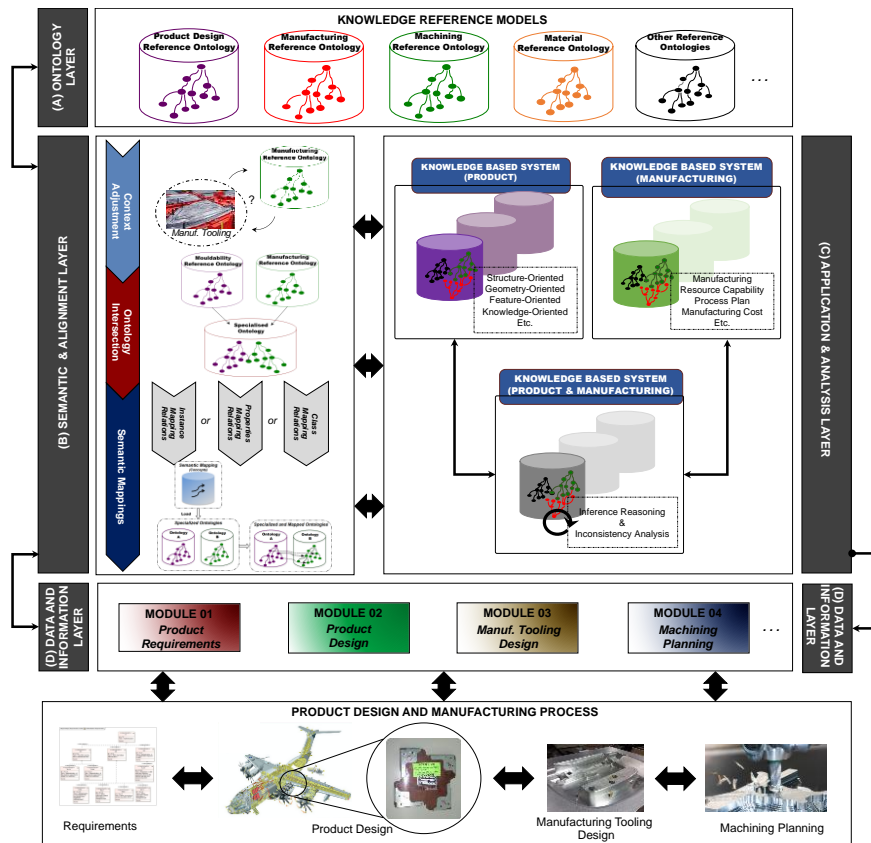 KNOWLEDGE REFERENCE MODELS
(A) ONTOLOGY
LAYER
Product Design
Reference Ontology
Manufacturing
Reference Ontology
Machining
Reference Ontology
Material
Reference Ontology
Other Reference
Ontologies
...
(B) SEMANTIC & ALIGNMENT LAYER
Context
Adjustment
Manufacturing
Reference Ontology
?
Manuf. Tooling
Ontology
Intersection
Mouldability
Reference Ontology
Manufacturing
Reference Ontology
Specialised
Ontology
Semantic Mappings
Instance
Mapping
Relations
or
Properties
Mapping
Relations
or
Class
Mapping
Relations
Semantic Mapping
Load
Specialized Ontologies
Ontology
A
Ontology
B
Specialized and Mapped Ontologies
Ontology
A
Ontology
B
KNOWLEDGE BASED SYSTEM
(PRODUCT)
Structure-Oriented
Geometry-Oriented
Feature-Oriented
Knowledge-Oriented
Etc.
KNOWLEDGE BASED SYSTEM
(MANUFACTURING)
Manufacturing
Resource Capability
Process Plan
Manufacturing Cost
Etc.
KNOWLEDGE BASED SYSTEM
(PRODUCT & MANUFACTURING)
Inference Reasoning
&
Inconsistency Analysis
(C) APPLICATION & ANALYSIS LAYER
(D) DATA AND
INFORMATION
LAYER
MODULE 01
Product
Requirements
MODULE 02
Product
Design
MODULE 03
Manuf. Tooling
Design
MODULE 04
Machining
Planning
...
(D) DATA AND
INFORMATION
LAYER
PRODUCT DESIGN AND MANUFACTURING PROCESS
Requirements
Product Design
Manufacturing Tooling
Design
Machining Planning